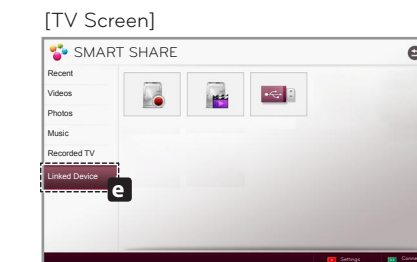 [TV Screen]
SMART SHARE
Recent
Videos
Photos
Music
Recorded TV
Linked Device
e
Settings